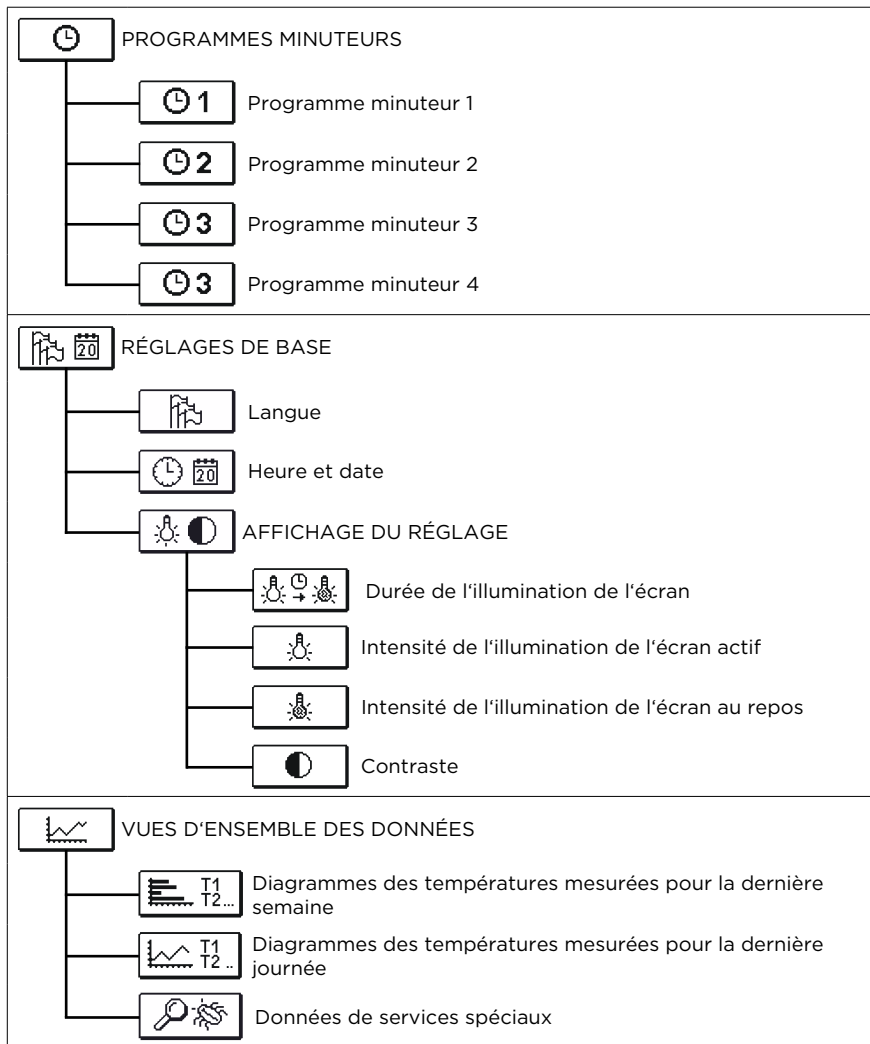 PROGRAMMES MINUTEURS
1 Programme minuteur 1
2 Programme minuteur 2
3 Programme minuteur 3
3 Programme minuteur 4
20 RÉGLAGES DE BASE
Langue
20 Heure et date
AFFICHAGE DU RÉGLAGE
Durée de l‘illumination de l‘écran
Intensité de l‘illumination de l‘écran actif
Intensité de l‘illumination de l‘écran au repos
Contraste
VUES D‘ENSEMBLE DES DONNÉES
T1
T2...
Diagrammes des températures mesurées pour la dernière
semaine
T1
T2 ..
Diagrammes des températures mesurées pour la dernière
journée
Données de services spéciaux